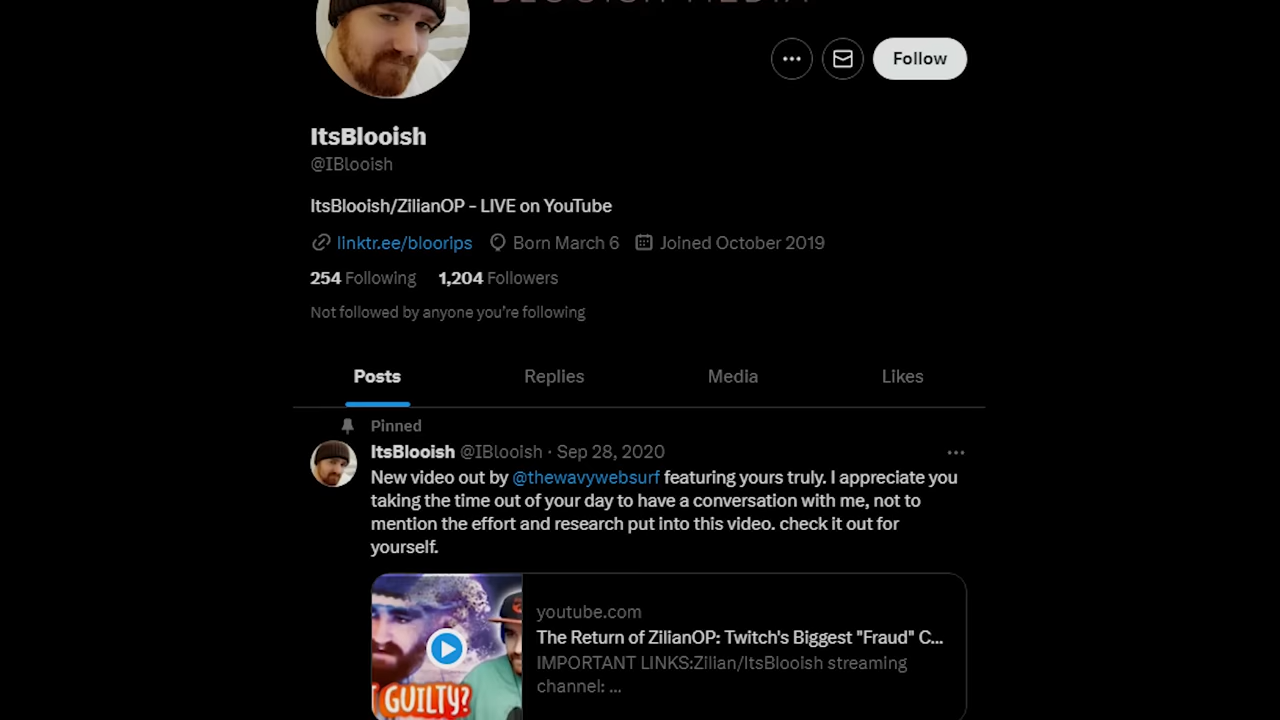 Follow
ItsBlooish
@IBlooish
ItsBlooish/ZilianOP - LIVE on YouTube
linktr.ee/bloorips Born March 6 Joined October 2019
254 Following 1,204 Followers
Not followed by anyone you're following
Posts Replies Media Likes
Pinned
ItsBlooish @IBlooish · Sep 28, 2020
New video out by @thewavywebsurf featuring yours truly. I appreciate you
taking the time out of your day to have a conversation with me, not to
mention the effort and research put into this video. check it out for
yourself.
youtube.com
The Return of ZilianOP: Twitch's Biggest "Fraud" C...
IMPORTANT LINKS:Zilian/ItsBlooish streaming
channel: ...
GUILTY?